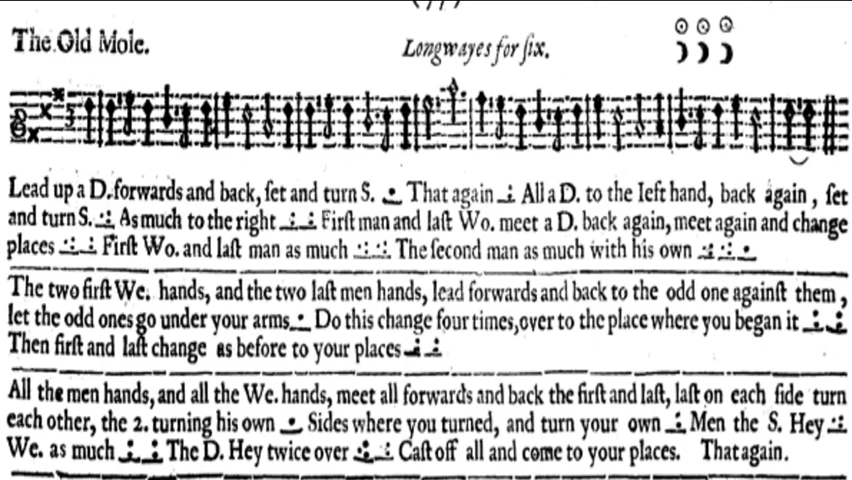 The Old Mole.
Longwayes for ſix.
Lead up a D. forwards and back, ſet and turn S. That again All a D. to the left hand, back again, ſet
and turn S. As much to the right Firſt man and laſt Wo. meet a D. back again, meet again and change
places Firſt Wo. and laſt man as much The ſecond man as much with his own
The two firſt We. hands, and the two laſt men hands, lead forwards and back to the odd one againſt them,
let the odd ones go under your arms. Do this change four times, over to the place where you began it
Then firſt and laſt change as before to your places
All the men hands, and all the We. hands, meet all forwards and back the firſt and laſt, laſt on each ſide turn
each other, the 2. turning his own Sides where you turned, and turn your own Men the S. Hey
We. as much The D. Hey twice over Caſt off all and come to your places. That again.